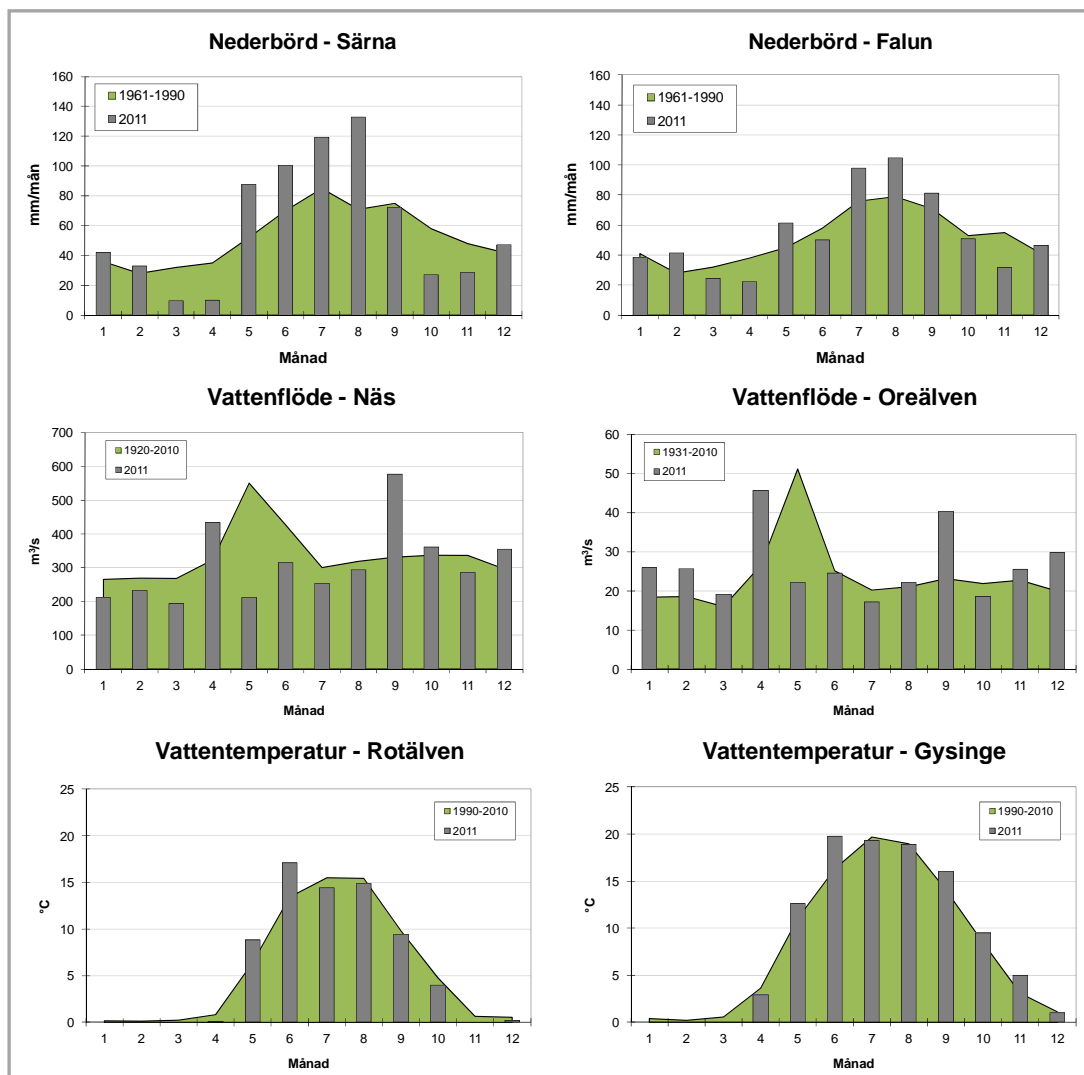 Nederbörd - Särna
160
140
120
100
80
60
40
20
0
mm/mån
1961-1990
2011
1 2 3 4 5 6 7 8 9 10 11 12
Månad
Nederbörd - Falun
160
140
120
100
80
60
40
20
0
mm/mån
1961-1990
2011
1 2 3 4 5 6 7 8 9 10 11 12
Månad
Vattenflöde - Näs
700
600
500
400
300
200
100
0
m³/s
1920-2010
2011
1 2 3 4 5 6 7 8 9 10 11 12
Månad
Vattenflöde - Oreälven
60
50
40
30
20
10
0
m³/s
1931-2010
2011
1 2 3 4 5 6 7 8 9 10 11 12
Månad
Vattentemperatur - Rotälven
25
20
15
10
5
0
°C
1990-2010
2011
1 2 3 4 5 6 7 8 9 10 11 12
Månad
Vattentemperatur - Gysinge
25
20
15
10
5
0
°C
1990-2010
2011
1 2 3 4 5 6 7 8 9 10 11 12
Månad